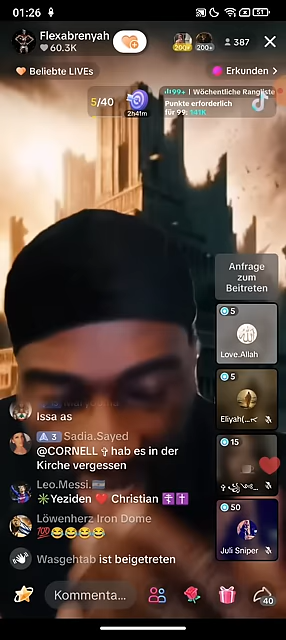 01:26
51
Flexabrenyah
60.3K
200+
200+
387
Beliebte LIVEs
Erkunden >
5/40
2h41m
199+ | Wöchentliche Rangliste
Punkte erforderlich
für 99: 141K
Anfrage
zum
Beitreten
5
Love.Allah
5
Eliyah(...
15
50
Juli Sniper
Issa as
3 Sadia.Sayed
@CORNELL ✞ hab es in der
Kirche vergessen
Leo.Messi.🇦🇷
✳️Yeziden ❤️ Christian ☦️✝️
Löwenherz Iron Dome
💯😂😂😂😂
Wasgehtab ist beigetreten
Kommenta...
40